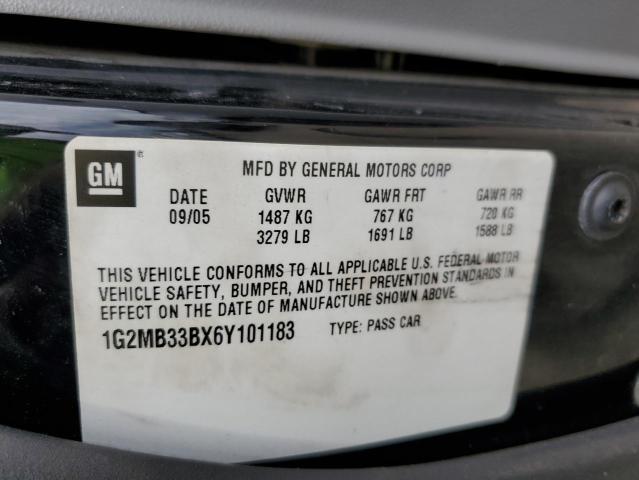 GM ®
MFD BY GENERAL MOTORS CORP
DATE GVWR GAWR FRT GAWR RR
09/05 1487 KG 767 KG 720 KG
3279 LB 1691 LB 1588 LB
THIS VEHICLE CONFORMS TO ALL APPLICABLE U.S. FEDERAL MOTOR
VEHICLE SAFETY, BUMPER, AND THEFT PREVENTION STANDARDS IN
EFFECT ON THE DATE OF MANUFACTURE SHOWN ABOVE.
1G2MB33BX6Y101183 TYPE: PASS CAR